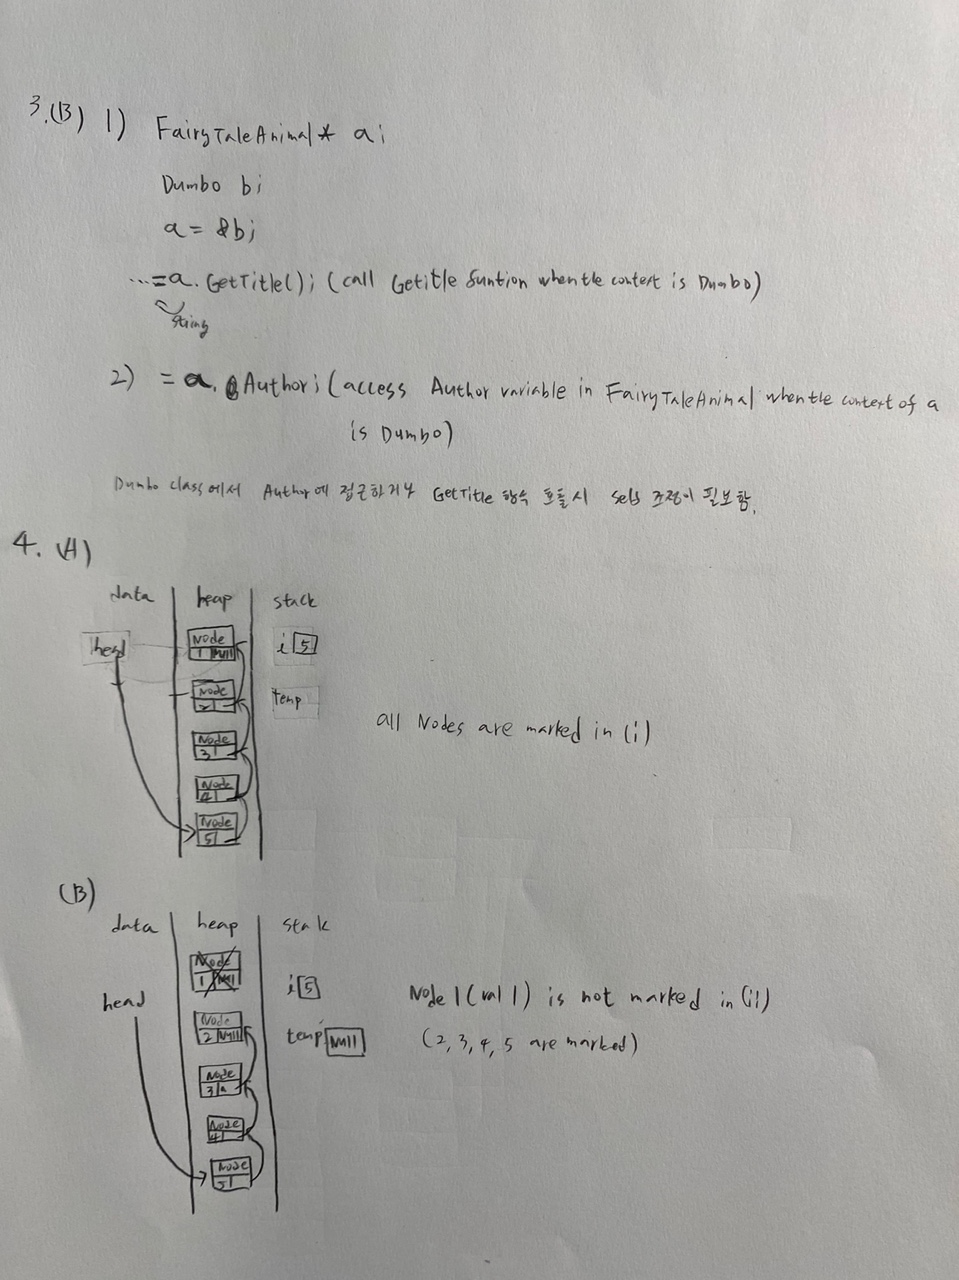 3.(B) 1) FairyTaleAnimal* a;
Dumbo b;
a = &b;
...=a.GetTitle(); (call Getitle funtion when the context is Dumbo)
string
2) = a.Author; (access Author variable in FairyTaleAnimal when the context of a
is Dumbo)
Dumbo class에서 Author에 접근하거나 GetTitle 함수 호출시 self 조정이 필요함.
4. (A)
data heap stack
head Node i 5
1 Null
Node temp
2
all Nodes are marked in (i)
Node
3
Node
4
Node
5
(B)
data heap stak
Node
1 Null
head i 5 Node 1 (val 1) is not marked in (ii)
Node
2 Null temp Null (2, 3, 4, 5 are marked)
Node
3
Node
4
Node
5